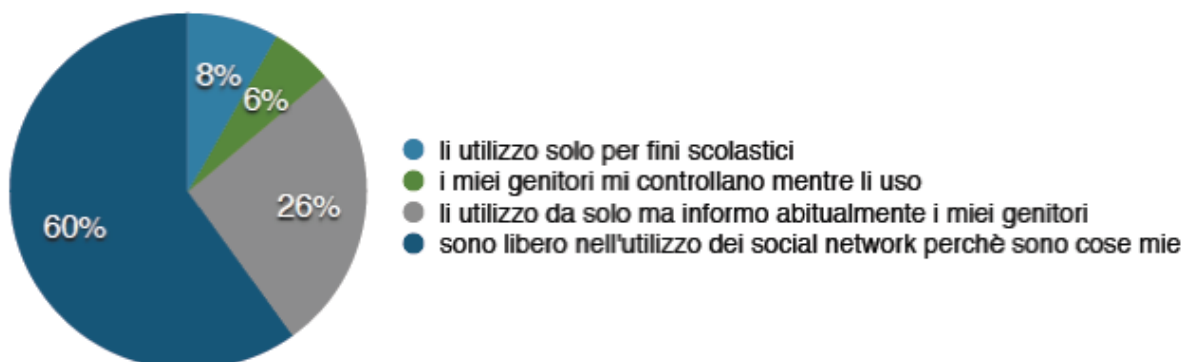 8%
6%
26%
60%
li utilizzo solo per fini scolastici
i miei genitori mi controllano mentre li uso
li utilizzo da solo ma informo abitualmente i miei genitori
sono libero nell'utilizzo dei social network perchè sono cose mie